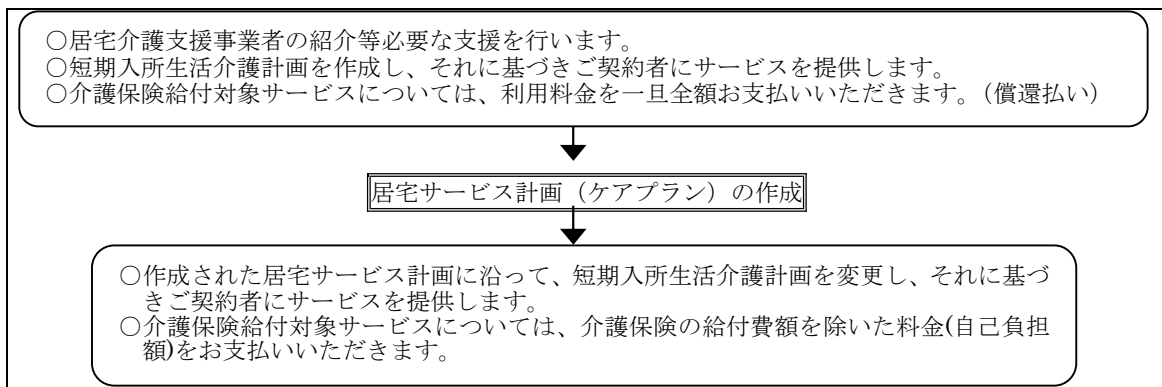 ○居宅介護支援事業者の紹介等必要な支援を行います。
○短期入所生活介護計画を作成し、それに基づきご契約者にサービスを提供します。
○介護保険給付対象サービスについては、利用料金を一旦全額お支払いいただきます。（償還払い）
居宅サービス計画（ケアプラン）の作成
○作成された居宅サービス計画に沿って、短期入所生活介護計画を変更し、それに基づ
きご契約者にサービスを提供します。
○介護保険給付対象サービスについては、介護保険の給付費額を除いた料金(自己負担
額)をお支払いいただきます。